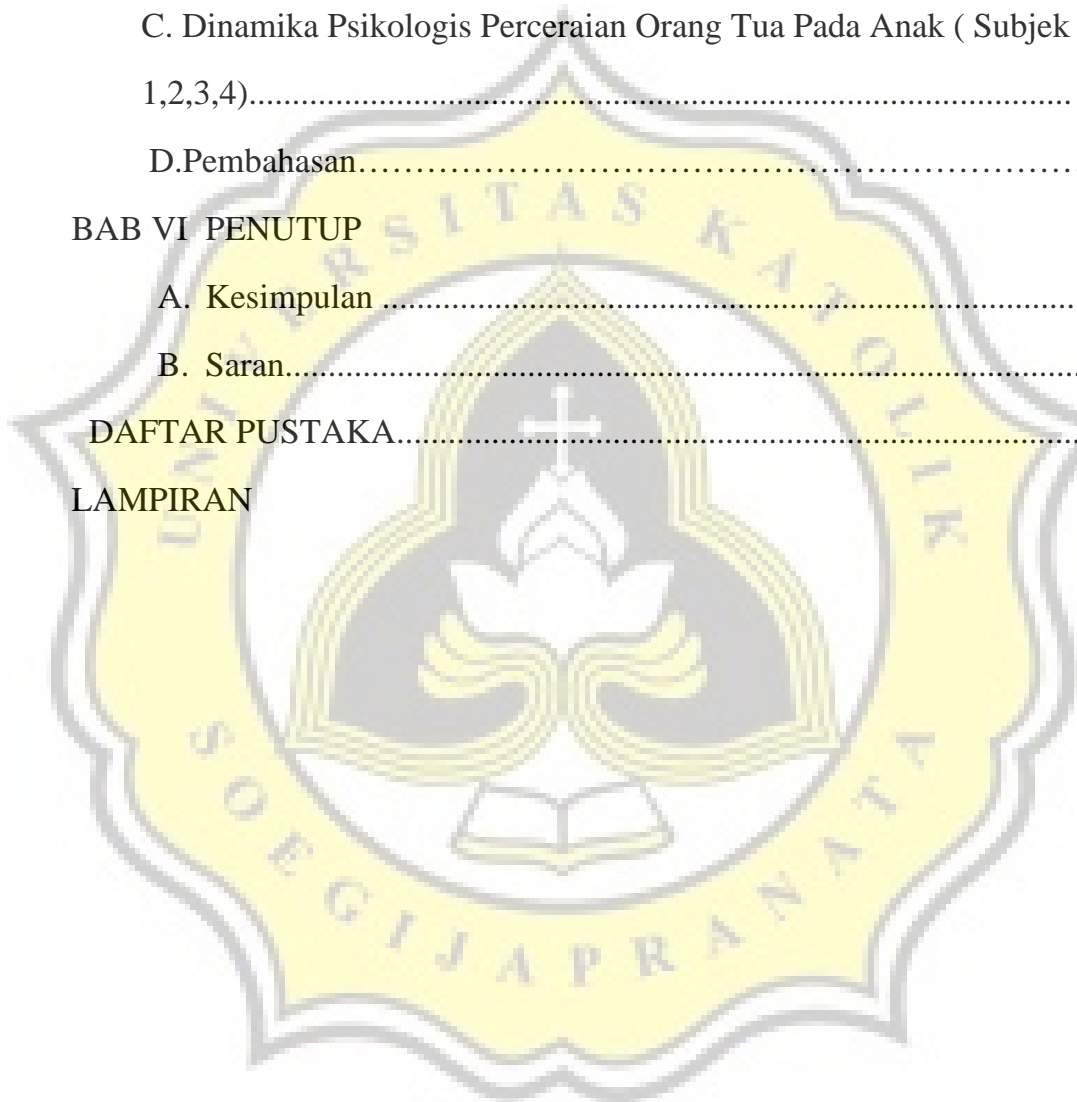 C. Dinamika Psikologis Perceraian Orang Tua Pada Anak ( Subjek
1,2,3,4)..................................................................................
D.Pembahasan…………………………………………………………….
BAB VI PENUTUP
A. Kesimpulan .....................................................................
B. Saran...............................................................................
DAFTAR PUSTAKA....................................................................
LAMPIRAN
UNIVERSITAS KATOLIK
SOEGIJAPRANATA